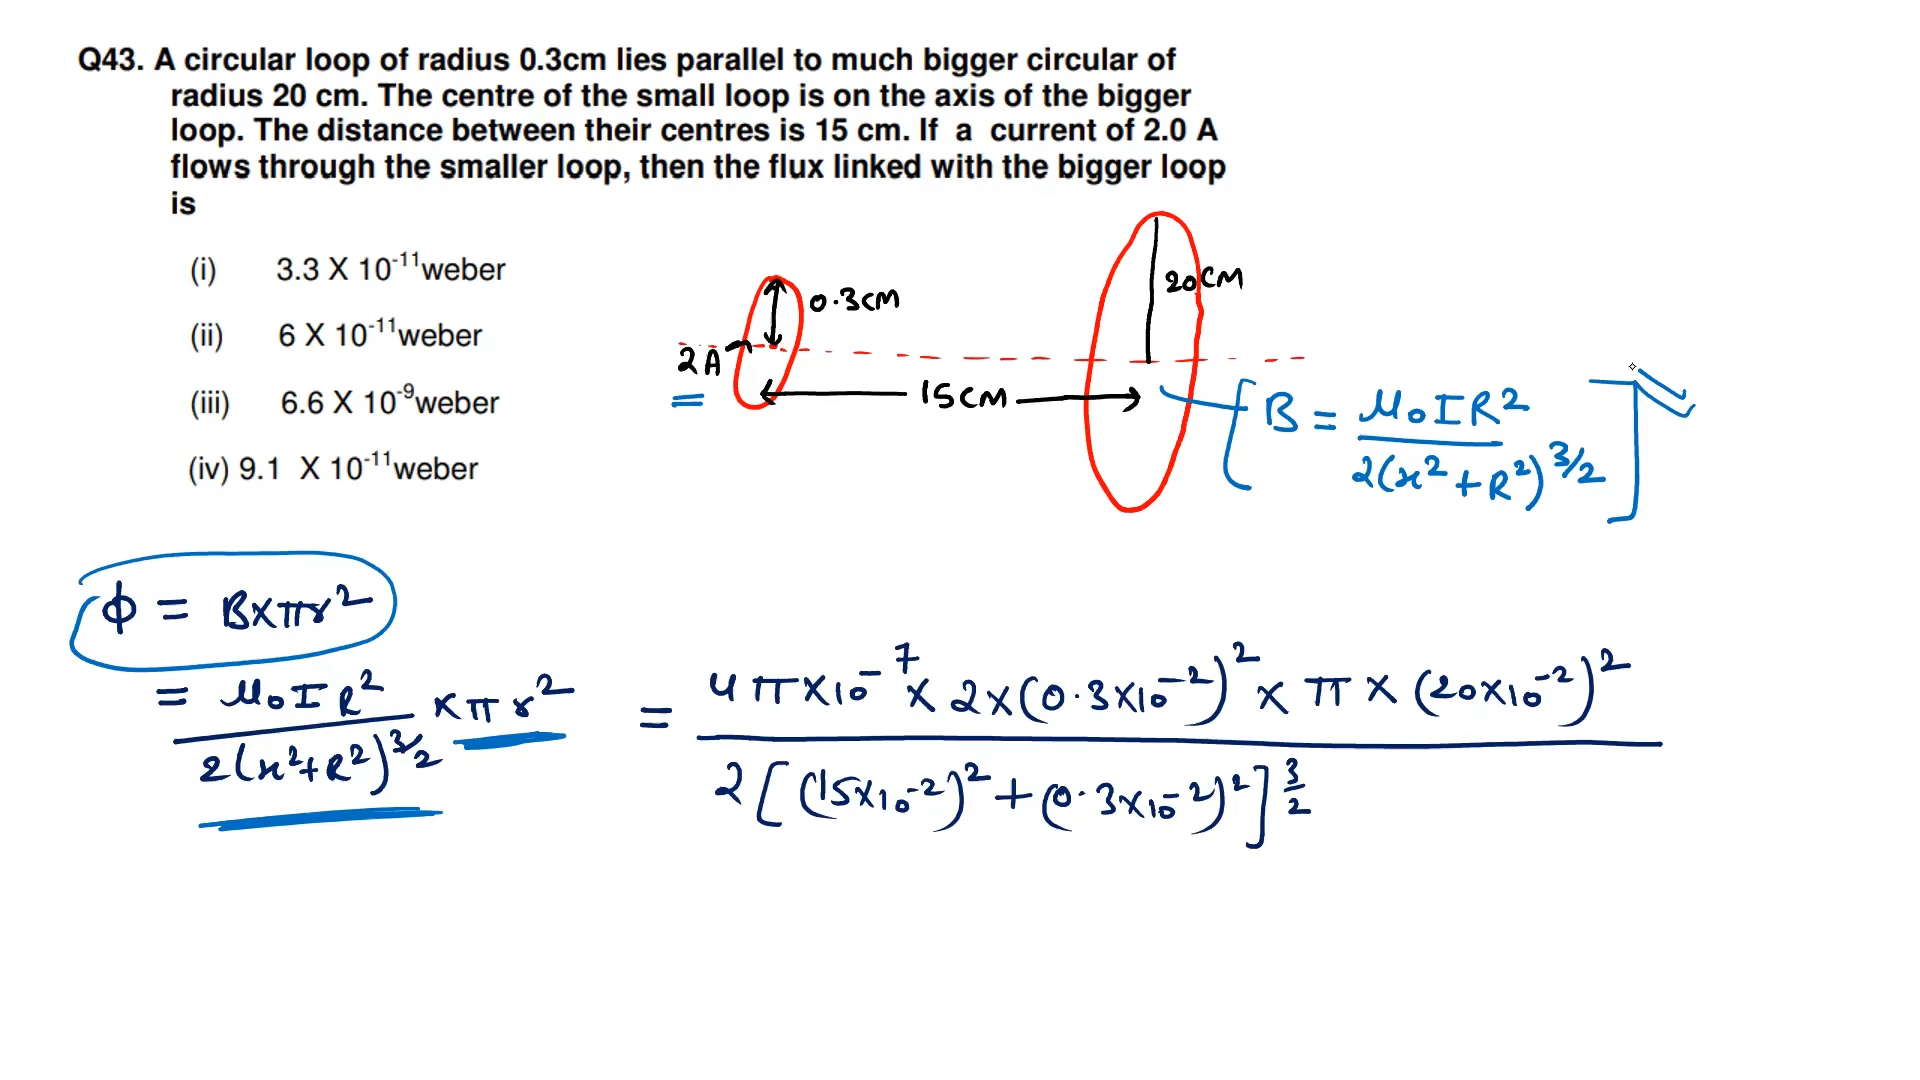 Q43. A circular loop of radius 0.3cm lies parallel to much bigger circular of
radius 20 cm. The centre of the small loop is on the axis of the bigger
loop. The distance between their centres is 15 cm. If a current of 2.0 A
flows through the smaller loop, then the flux linked with the bigger loop
is
(i) 3.3 X 10⁻¹¹weber
(ii) 6 X 10⁻¹¹weber
(iii) 6.6 X 10⁻⁹weber
(iv) 9.1 X 10⁻¹¹weber
0.3CM
20CM
2A
=
15CM
B = μ₀IR² / 2(x²+R²)^3/2
ϕ = B×πr²
= μ₀IR² / 2(x²+R²)^3/2 ×πr²
= 4π×10⁻⁷ × 2×(0.3×10⁻²)² × π × (20×10⁻²)² / 2[(15×10⁻²)² + (0.3×10⁻²)²]^3/2